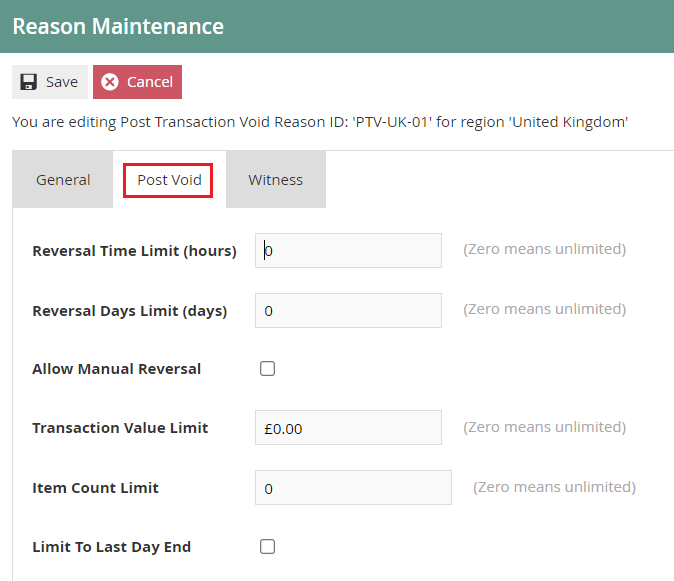 Reason Maintenance
Save Cancel
You are editing Post Transaction Void Reason ID: 'PTV-UK-01' for region 'United Kingdom'
General Post Void Witness
Reversal Time Limit (hours) 0 (Zero means unlimited)
Reversal Days Limit (days) 0 (Zero means unlimited)
Allow Manual Reversal
Transaction Value Limit £0.00 (Zero means unlimited)
Item Count Limit 0 (Zero means unlimited)
Limit To Last Day End